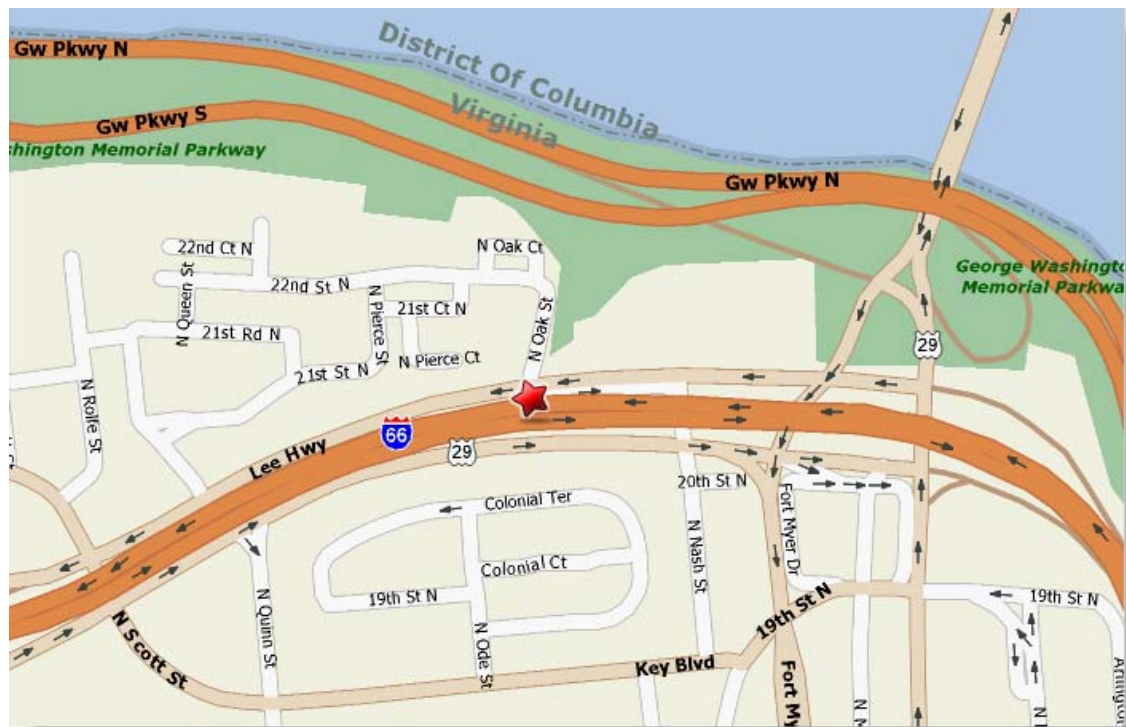 Gw Pkwy N
District Of Columbia
Virginia
Gw Pkwy S
shington Memorial Parkway
Gw Pkwy N
22nd Ct N
N Oak Ct
George Washingto
Memorial Parkwa
N Queen St
22nd St N
N Pierce St
21st Ct N
N Oak St
21st Rd N
N Pierce Ct
29
21st St N
N Rolfe St
66
Lee Hwy
29
20th St N
Colonial Ter
Fort Myer Dr
N Nash St
Colonial Ct
19th St N
19th St N
19th St N
N Quinn St
N Scott St
N Ode St
Key Blvd
Fort My
Arlington